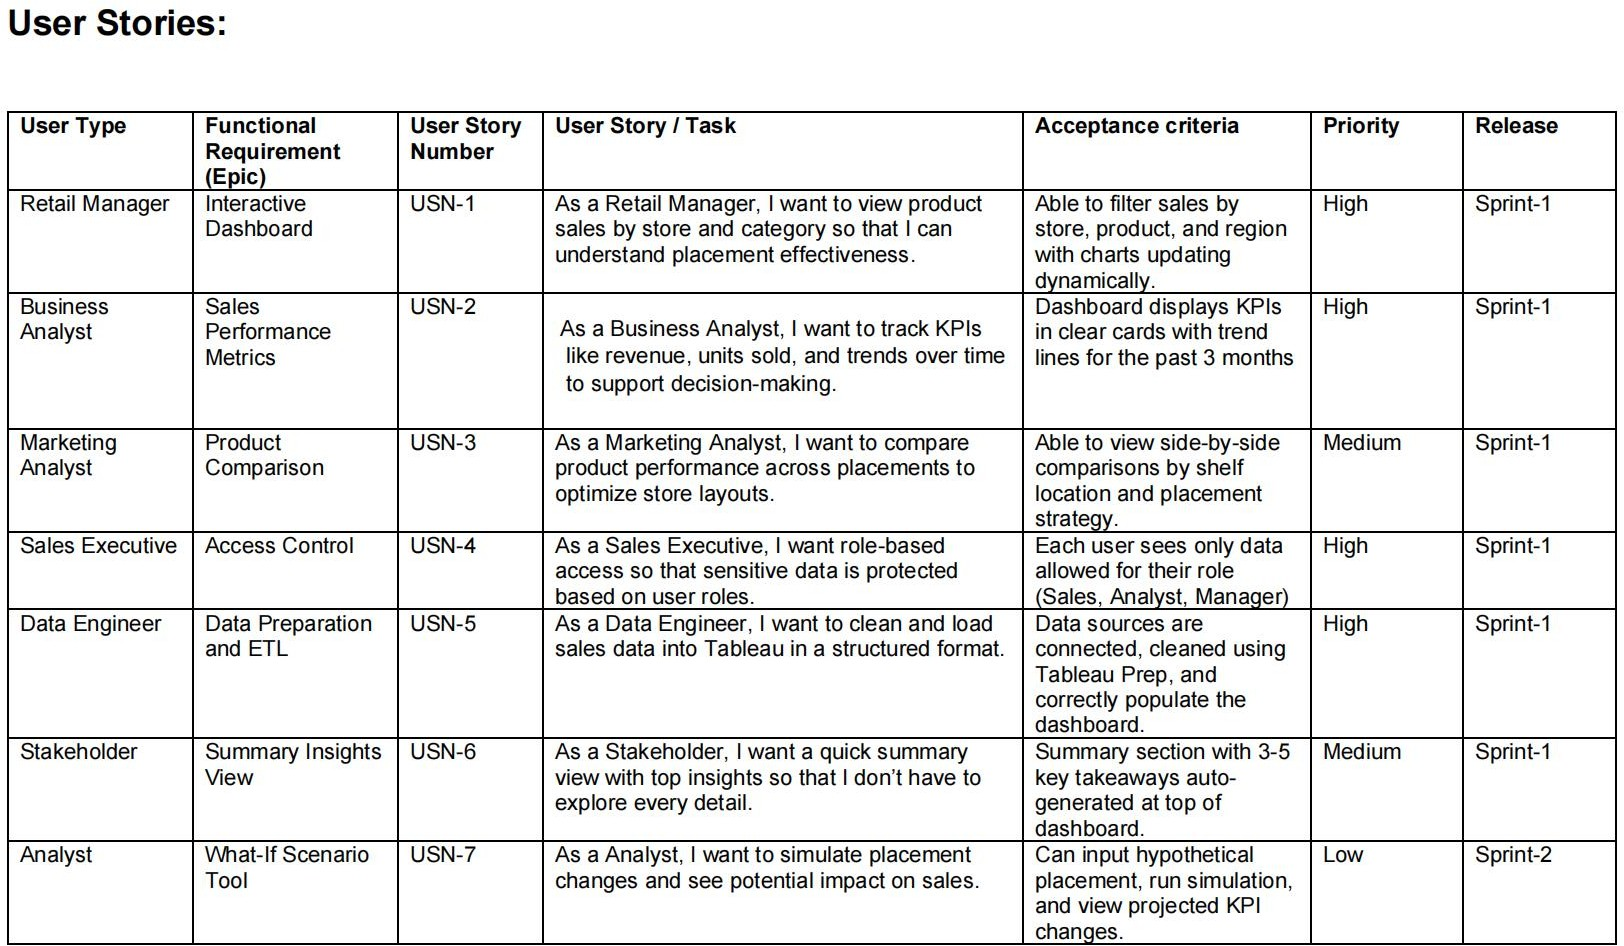 User Stories:
User Type
Functional
Requirement
(Epic)
User Story
Number
User Story / Task
Acceptance criteria
Priority
Release
Retail Manager
Interactive
Dashboard
USN-1
As a Retail Manager, I want to view product
sales by store and category so that I can
understand placement effectiveness.
Able to filter sales by
store, product, and region
with charts updating
dynamically.
High
Sprint-1
Business
Analyst
Sales
Performance
Metrics
USN-2
As a Business Analyst, I want to track KPIs
like revenue, units sold, and trends over time
to support decision-making.
Dashboard displays KPIs
in clear cards with trend
lines for the past 3 months
High
Sprint-1
Marketing
Analyst
Product
Comparison
USN-3
As a Marketing Analyst, I want to compare
product performance across placements to
optimize store layouts.
Able to view side-by-side
comparisons by shelf
location and placement
strategy.
Medium
Sprint-1
Sales Executive
Access Control
USN-4
As a Sales Executive, I want role-based
access so that sensitive data is protected
based on user roles.
Each user sees only data
allowed for their role
(Sales, Analyst, Manager)
High
Sprint-1
Data Engineer
Data Preparation
and ETL
USN-5
As a Data Engineer, I want to clean and load
sales data into Tableau in a structured format.
Data sources are
connected, cleaned using
Tableau Prep, and
correctly populate the
dashboard.
High
Sprint-1
Stakeholder
Summary Insights
View
USN-6
As a Stakeholder, I want a quick summary
view with top insights so that I don’t have to
explore every detail.
Summary section with 3-5
key takeaways auto-
generated at top of
dashboard.
Medium
Sprint-1
Analyst
What-If Scenario
Tool
USN-7
As a Analyst, I want to simulate placement
changes and see potential impact on sales.
Can input hypothetical
placement, run simulation,
and view projected KPI
changes.
Low
Sprint-2